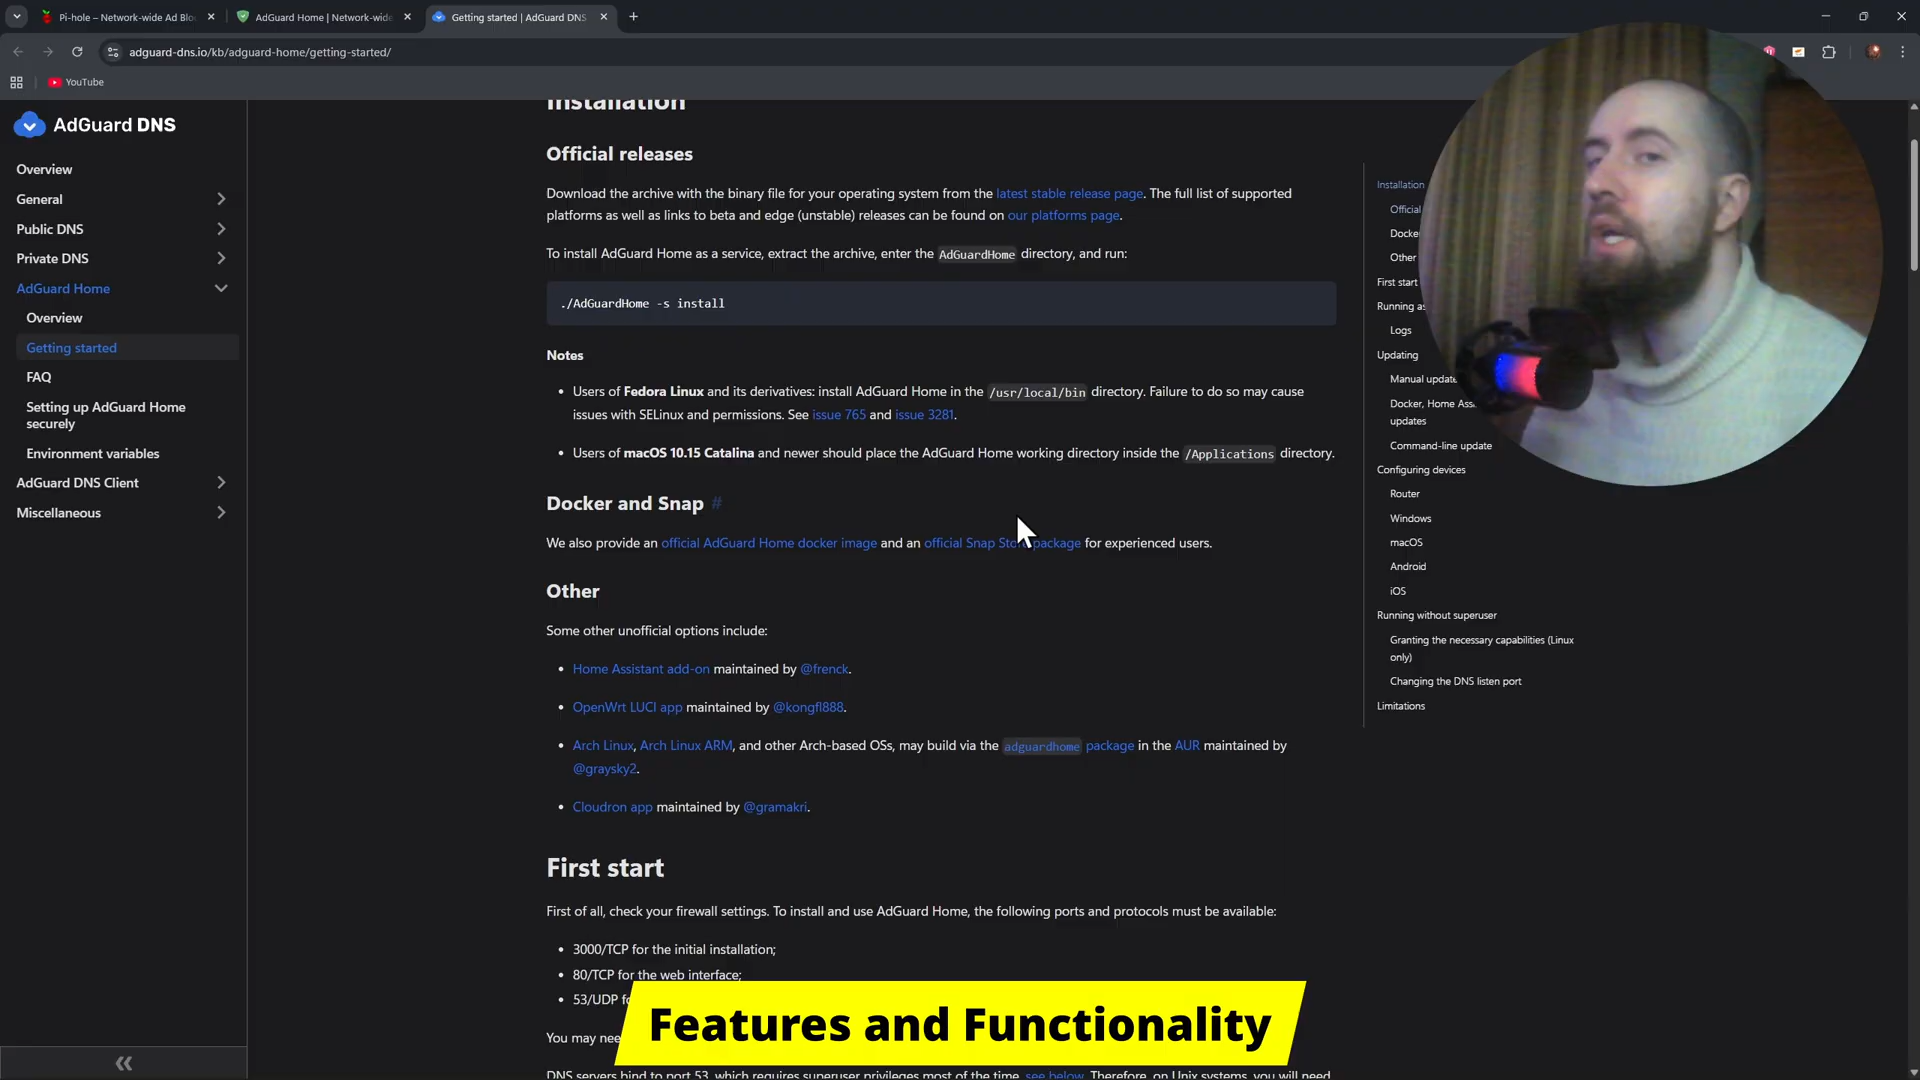 Pi-hole – Network-wide Ad Blo
AdGuard Home | Network-wide
Getting started | AdGuard DNS
adguard-dns.io/kb/adguard-home/getting-started/
YouTube
AdGuard DNS
Overview
General
Public DNS
Private DNS
AdGuard Home
Overview
Getting started
FAQ
Setting up AdGuard Home
securely
Environment variables
AdGuard DNS Client
Miscellaneous
Installation
Official releases
Download the archive with the binary file for your operating system from the latest stable release page. The full list of supported
platforms as well as links to beta and edge (unstable) releases can be found on our platforms page.
To install AdGuard Home as a service, extract the archive, enter the AdGuardHome directory, and run:
./AdGuardHome -s install
Notes
• Users of Fedora Linux and its derivatives: install AdGuard Home in the /usr/local/bin directory. Failure to do so may cause
issues with SELinux and permissions. See issue 765 and issue 3281.
• Users of macOS 10.15 Catalina and newer should place the AdGuard Home working directory inside the /Applications directory.
Docker and Snap #
We also provide an official AdGuard Home docker image and an official Snap Store package for experienced users.
Other
Some other unofficial options include:
• Home Assistant add-on maintained by @frenck.
• OpenWrt LUCI app maintained by @kongfl888.
• Arch Linux, Arch Linux ARM, and other Arch-based OSs, may build via the adguardhome package in the AUR maintained by
@graysky2.
• Cloudron app maintained by @gramakri.
First start
First of all, check your firewall settings. To install and use AdGuard Home, the following ports and protocols must be available:
• 3000/TCP for the initial installation;
• 80/TCP for the web interface;
• 53/UDP fo
You may nee
DNS servers bind to port 53, which requires superuser privileges most of the time, see below. Therefore, on Unix systems, you will need
Installation
Official
Docke
Other
First start
Running as
Logs
Updating
Manual update
Docker, Home Ass
updates
Command-line update
Configuring devices
Router
Windows
macOS
Android
iOS
Running without superuser
Granting the necessary capabilities (Linux
only)
Changing the DNS listen port
Limitations
Features and Functionality